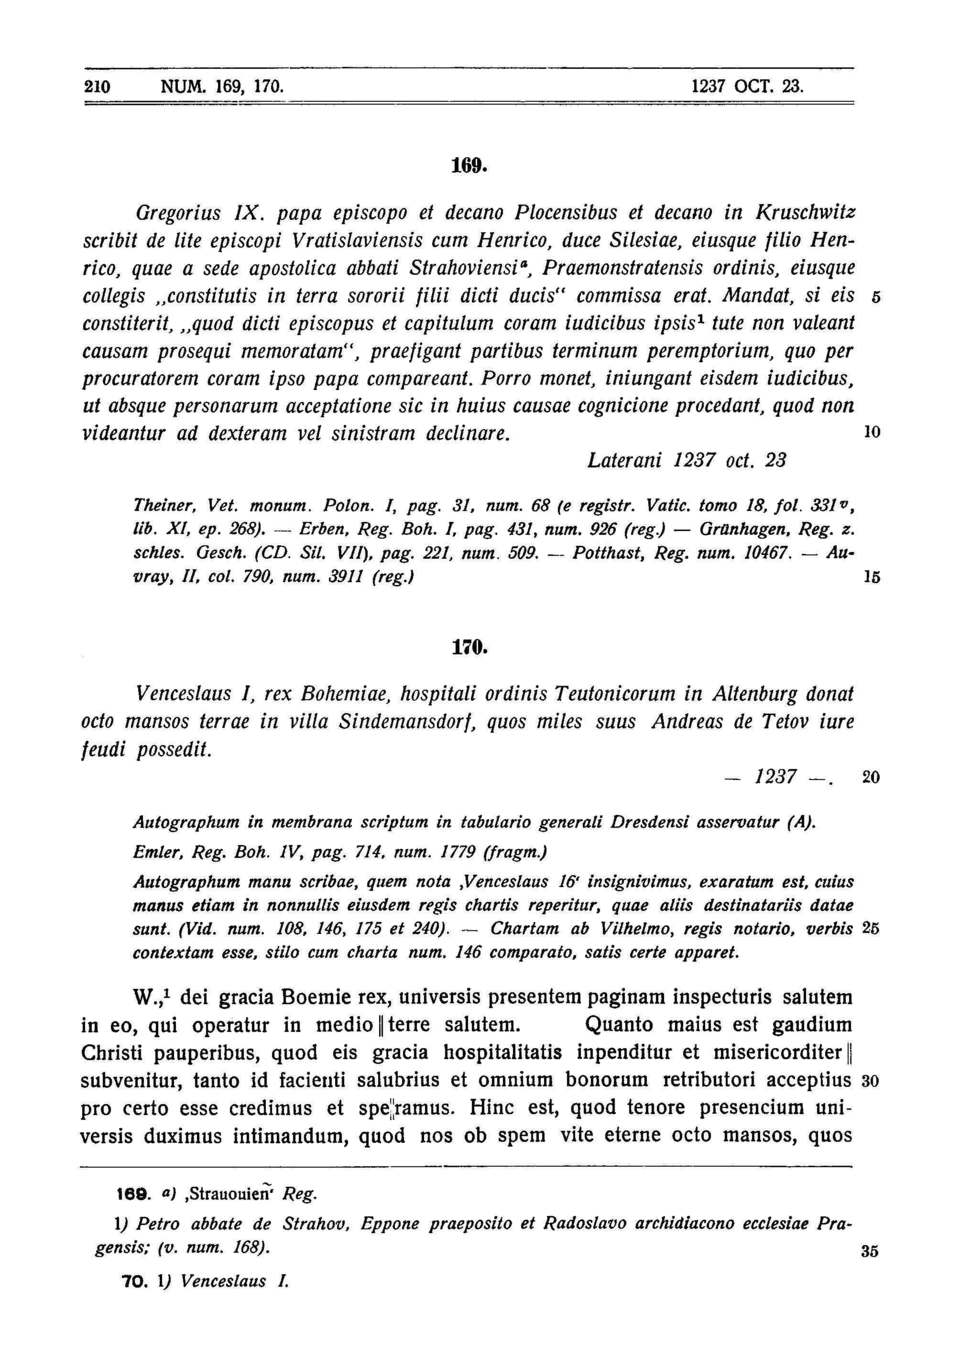 210 NUM. 169, 170. 1237 OCT. 23.
169.
Gregorius IX. papa episcopo et decano Plocensibus et decano in Kruschwitz
scribit de lite episcopi Vratislaviensis cum Henrico, duce Silesiae, eiusque filio Hen-
rico, quae a sede apostolica abbati Strahoviensiª, Praemonstratensis ordinis, eiusque
collegis „constitutis in terra sororii filii dicti ducis“ commissa erat. Mandat, si eis 5
constiterit, „quod dicti episcopus et capitulum coram iudicibus ipsis¹ tute non valeant
causam prosequi memoratam“, praefigant partibus terminum peremptorium, quo per
procuratorem coram ipso papa compareant. Porro monet, iniungant eisdem iudicibus,
ut absque personarum acceptatione sic in huius causae cognicione procedant, quod non
videantur ad dexteram vel sinistram declinare. 10
Laterani 1237 oct. 23
Theiner, Vet. monum. Polon. I, pag. 31, num. 68 (e registr. Vatic. tomo 18, fol. 331ᵛ,
lib. XI, ep. 268). — Erben, Reg. Boh. I, pag. 431, num. 926 (reg.) — Grünhagen, Reg. z.
schles. Gesch. (CD. Sil. VII), pag. 221, num. 509. — Potthast, Reg. num. 10467. — Au-
vray, II, col. 790, num. 3911 (reg.) 15
170.
Venceslaus I, rex Bohemiae, hospitali ordinis Teutonicorum in Altenburg donat
octo mansos terrae in villa Sindemansdorf, quos miles suus Andreas de Tetov iure
feudi possedit.
— 1237 —. 20
Autographum in membrana scriptum in tabulario generali Dresdensi asservatur (A).
Emler, Reg. Boh. IV, pag. 714, num. 1779 (fragm.)
Autographum manu scribae, quem nota ‚Venceslaus 16‘ insignivimus, exaratum est, cuius
manus etiam in nonnullis eiusdem regis chartis reperitur, quae aliis destinatariis datae
sunt. (Vid. num. 108, 146, 175 et 240). — Chartam ab Vilhelmo, regis notario, verbis 25
contextam esse, stilo cum charta num. 146 comparato, satis certe apparet.
W.,¹ dei gracia Boemie rex, universis presentem paginam inspecturis salutem
in eo, qui operatur in medio || terre salutem. Quanto maius est gaudium
Christi pauperibus, quod eis gracia hospitalitatis inpenditur et misericorditer ||
subvenitur, tanto id facienti salubrius et omnium bonorum retributori acceptius 30
pro certo esse credimus et spe||ramus. Hinc est, quod tenore presencium uni-
versis duximus intimandum, quod nos ob spem vite eterne octo mansos, quos
169. a) ‚Strauouien̄‘ Reg.
1) Petro abbate de Strahov, Eppone praeposito et Radoslavo archidiacono ecclesiae Pra-
gensis; (v. num. 168). 35
70. 1) Venceslaus I.